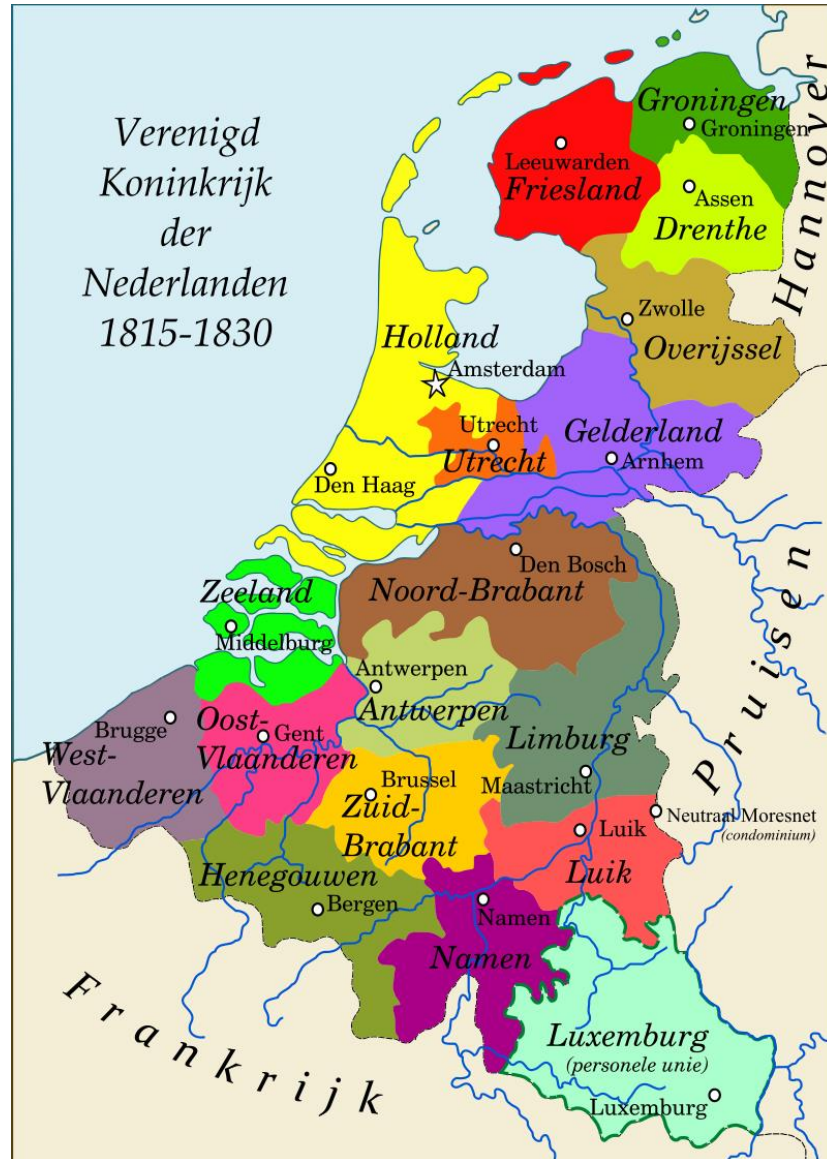 Verenigd
Koninkrijk
der
Nederlanden
1815-1830
Groningen
Groningen
Leeuwarden
Friesland
Assen
Drenthe
Hannover
Zwolle
Overijssel
Holland
Amsterdam
Utrecht
Utrecht
Gelderland
Arnhem
Den Haag
Den Bosch
Noord-Brabant
Zeeland
Middelburg
Pruisen
Antwerpen
Antwerpen
Brugge
West-
Vlaanderen
Oost-
Vlaanderen
Gent
Limburg
Maastricht
Brussel
Zuid-
Brabant
Neutraal Moresnet
(condominium)
Luik
Luik
Henegouwen
Bergen
Namen
Namen
Frankrijk
Luxemburg
(personele unie)
Luxemburg